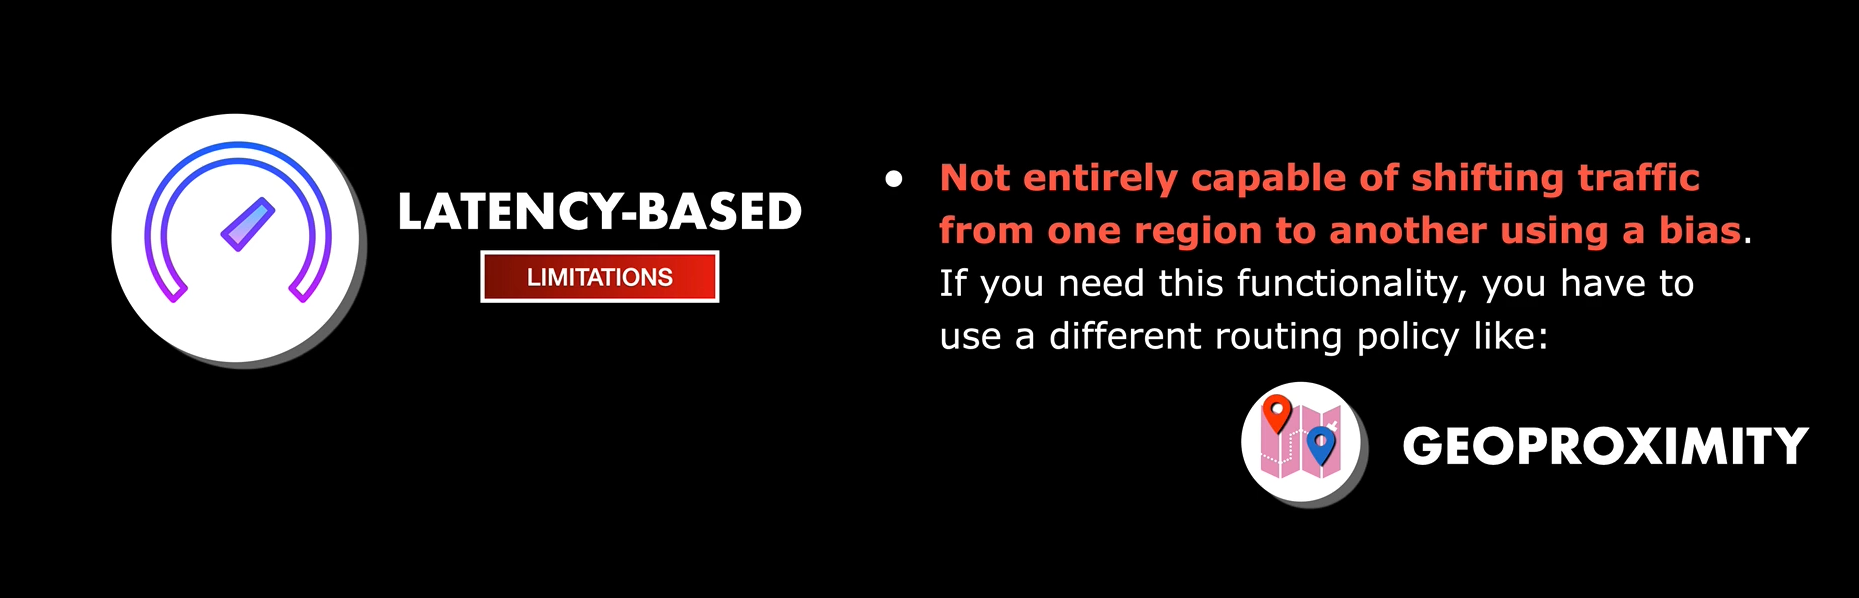 LATENCY-BASED
LIMITATIONS
• Not entirely capable of shifting traffic
from one region to another using a bias.
If you need this functionality, you have to
use a different routing policy like:
GEOPROXIMITY